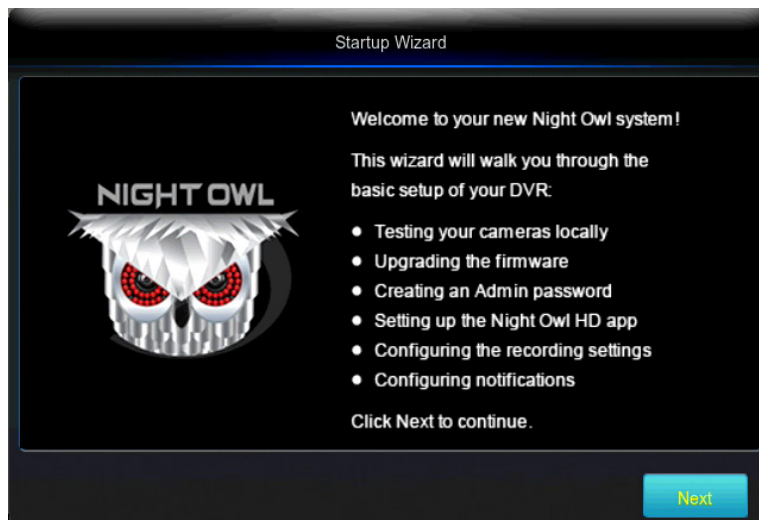 Startup Wizard
NIGHT OWL
Welcome to your new Night Owl system!
This wizard will walk you through the
basic setup of your DVR:
Testing your cameras locally
Upgrading the firmware
Creating an Admin password
Setting up the Night Owl HD app
Configuring the recording settings
Configuring notifications
Click Next to continue.
Next